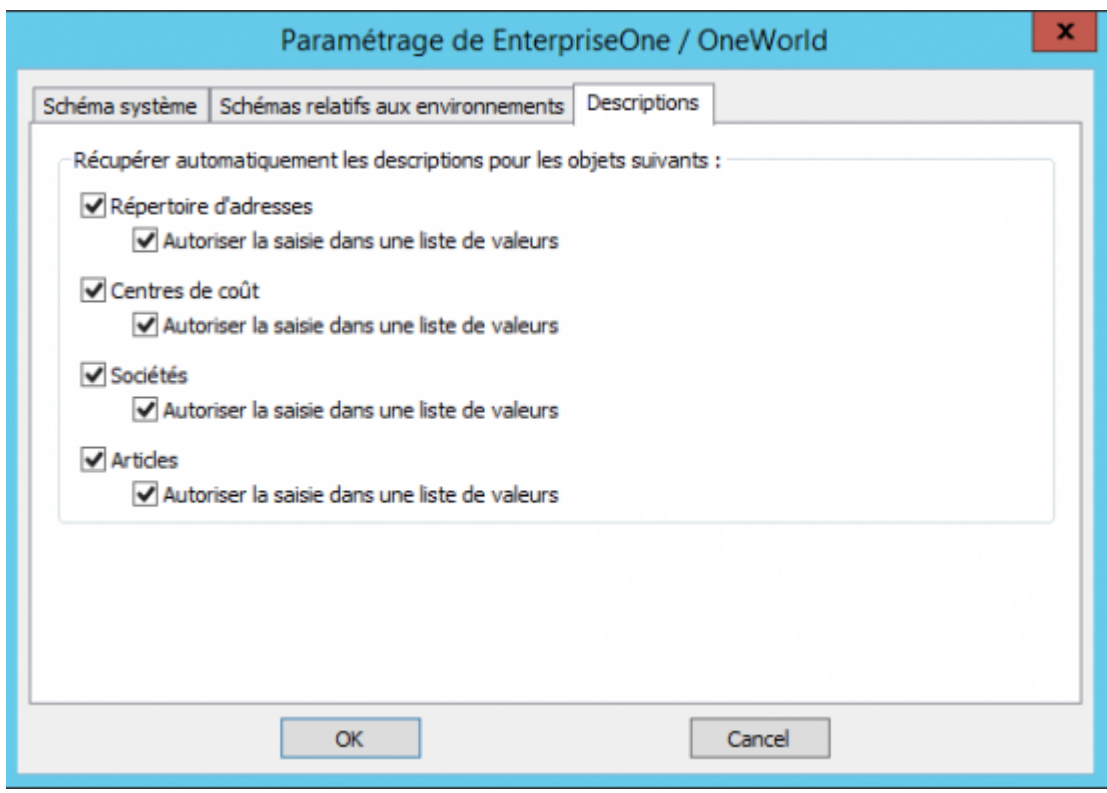 Paramétrage de EnterpriseOne / OneWorld
x
Schéma système
Schémas relatifs aux environnements
Descriptions
Récupérer automatiquement les descriptions pour les objets suivants :
Répertoire d'adresses
Autoriser la saisie dans une liste de valeurs
Centres de coût
Autoriser la saisie dans une liste de valeurs
Sociétés
Autoriser la saisie dans une liste de valeurs
Articles
Autoriser la saisie dans une liste de valeurs
OK
Cancel